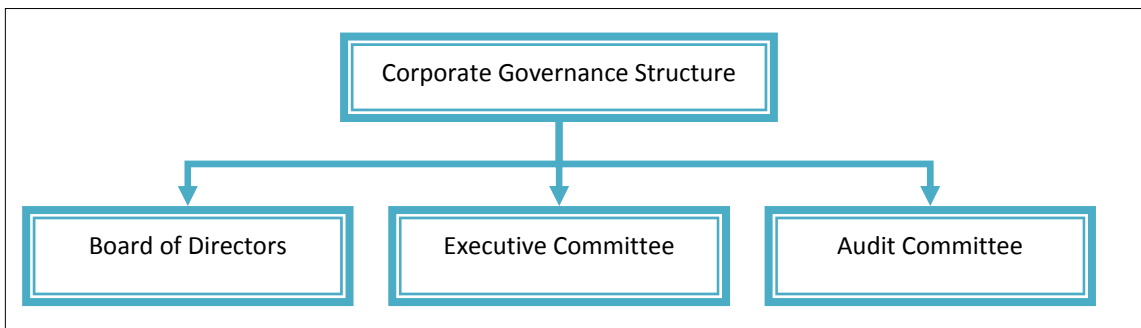 Corporate Governance Structure
Board of Directors
Executive Committee
Audit Committee